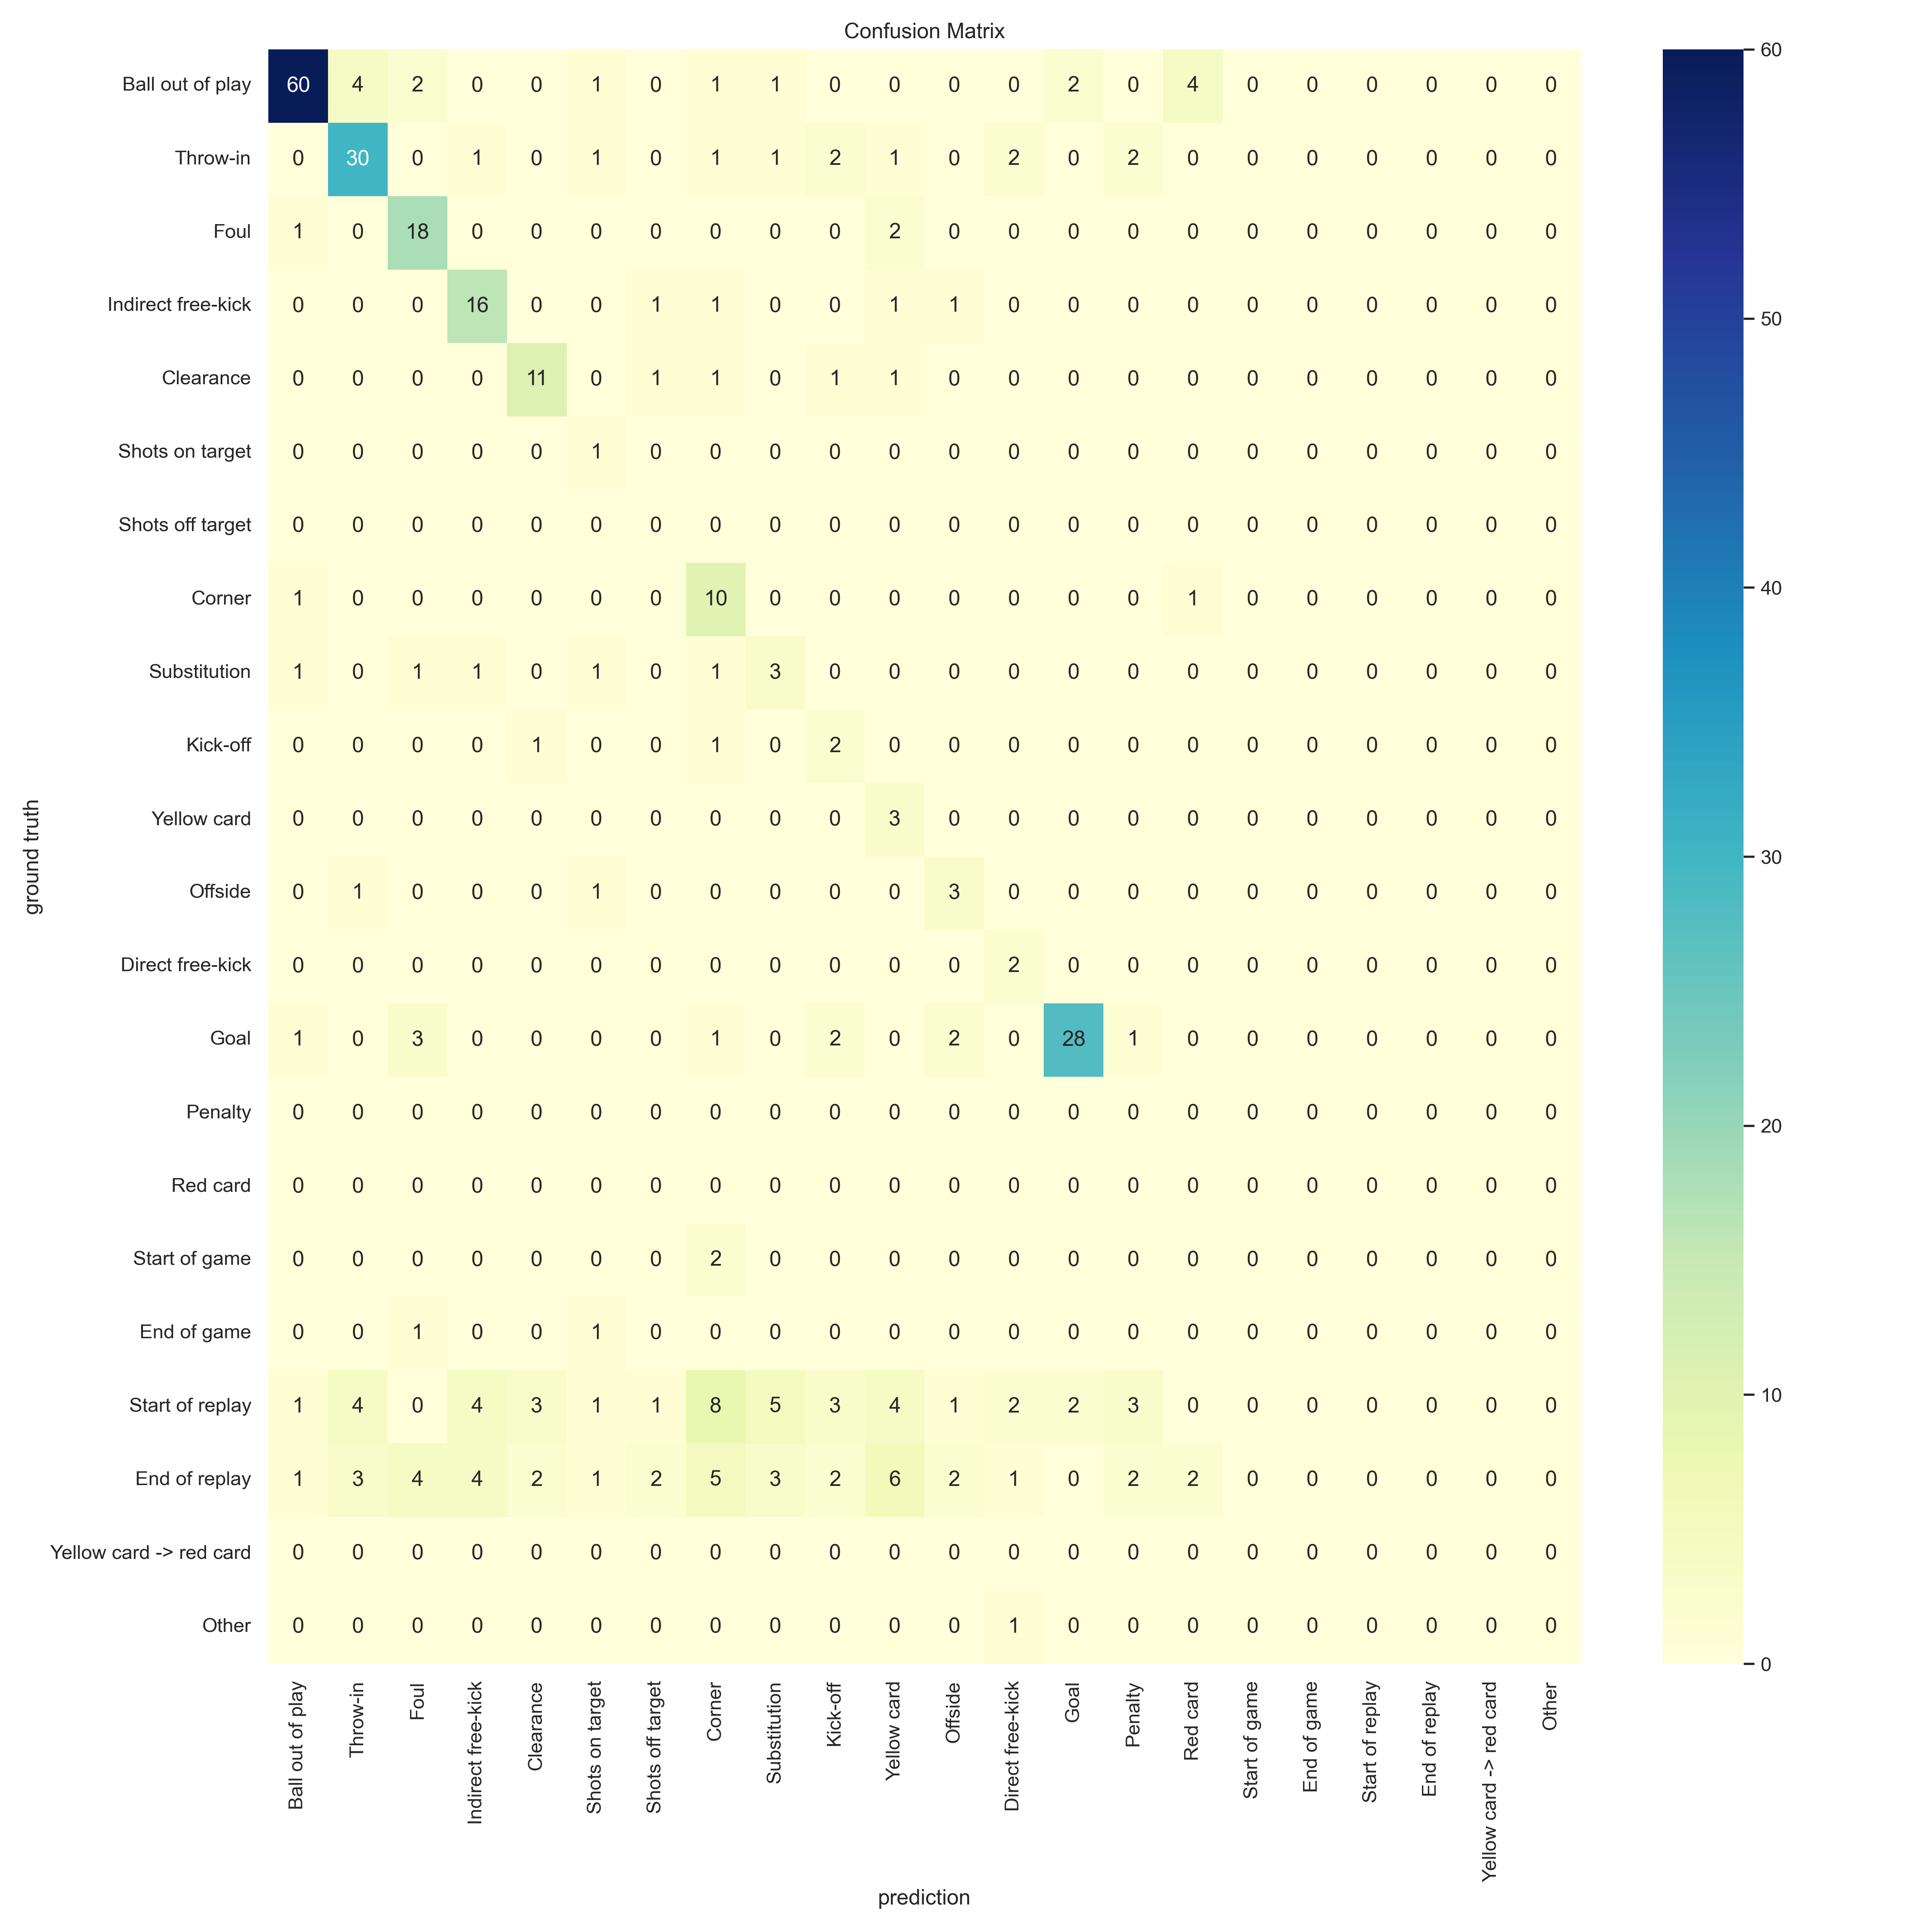 Confusion Matrix
Ball out of play 60 4 2 0 0 1 0 1 1 0 0 0 0 2 0 4 0 0 0 0 0 0
Throw-in 0 30 0 1 0 1 0 1 1 2 1 0 2 0 2 0 0 0 0 0 0 0
Foul 1 0 18 0 0 0 0 0 0 0 2 0 0 0 0 0 0 0 0 0 0 0
Indirect free-kick 0 0 0 16 0 0 1 1 0 0 1 1 0 0 0 0 0 0 0 0 0 0
Clearance 0 0 0 0 11 0 1 1 0 1 1 0 0 0 0 0 0 0 0 0 0 0
Shots on target 0 0 0 0 0 1 0 0 0 0 0 0 0 0 0 0 0 0 0 0 0 0
Shots off target 0 0 0 0 0 0 0 0 0 0 0 0 0 0 0 0 0 0 0 0 0 0
Corner 1 0 0 0 0 0 0 10 0 0 0 0 0 0 0 1 0 0 0 0 0 0
Substitution 1 0 1 1 0 1 0 1 3 0 0 0 0 0 0 0 0 0 0 0 0 0
Kick-off 0 0 0 0 1 0 0 1 0 2 0 0 0 0 0 0 0 0 0 0 0 0
Yellow card 0 0 0 0 0 0 0 0 0 0 3 0 0 0 0 0 0 0 0 0 0 0
Offside 0 1 0 0 0 1 0 0 0 0 0 3 0 0 0 0 0 0 0 0 0 0
Direct free-kick 0 0 0 0 0 0 0 0 0 0 0 0 2 0 0 0 0 0 0 0 0 0
Goal 1 0 3 0 0 0 0 1 0 2 0 2 0 28 1 0 0 0 0 0 0 0
Penalty 0 0 0 0 0 0 0 0 0 0 0 0 0 0 0 0 0 0 0 0 0 0
Red card 0 0 0 0 0 0 0 0 0 0 0 0 0 0 0 0 0 0 0 0 0 0
Start of game 0 0 0 0 0 0 0 2 0 0 0 0 0 0 0 0 0 0 0 0 0 0
End of game 0 0 1 0 0 1 0 0 0 0 0 0 0 0 0 0 0 0 0 0 0 0
Start of replay 1 4 0 4 3 1 1 8 5 3 4 1 2 2 3 0 0 0 0 0 0 0
End of replay 1 3 4 4 2 1 2 5 3 2 6 2 1 0 2 2 0 0 0 0 0 0
Yellow card -> red card 0 0 0 0 0 0 0 0 0 0 0 0 0 0 0 0 0 0 0 0 0 0
Other 0 0 0 0 0 0 0 0 0 0 0 0 1 0 0 0 0 0 0 0 0 0
ground truth
Ball out of play
Throw-in
Foul
Indirect free-kick
Clearance
Shots on target
Shots off target
Corner
Substitution
Kick-off
Yellow card
Offside
Direct free-kick
Goal
Penalty
Red card
Start of game
End of game
Start of replay
End of replay
Yellow card -> red card
Other
prediction
60
50
40
30
20
10
0